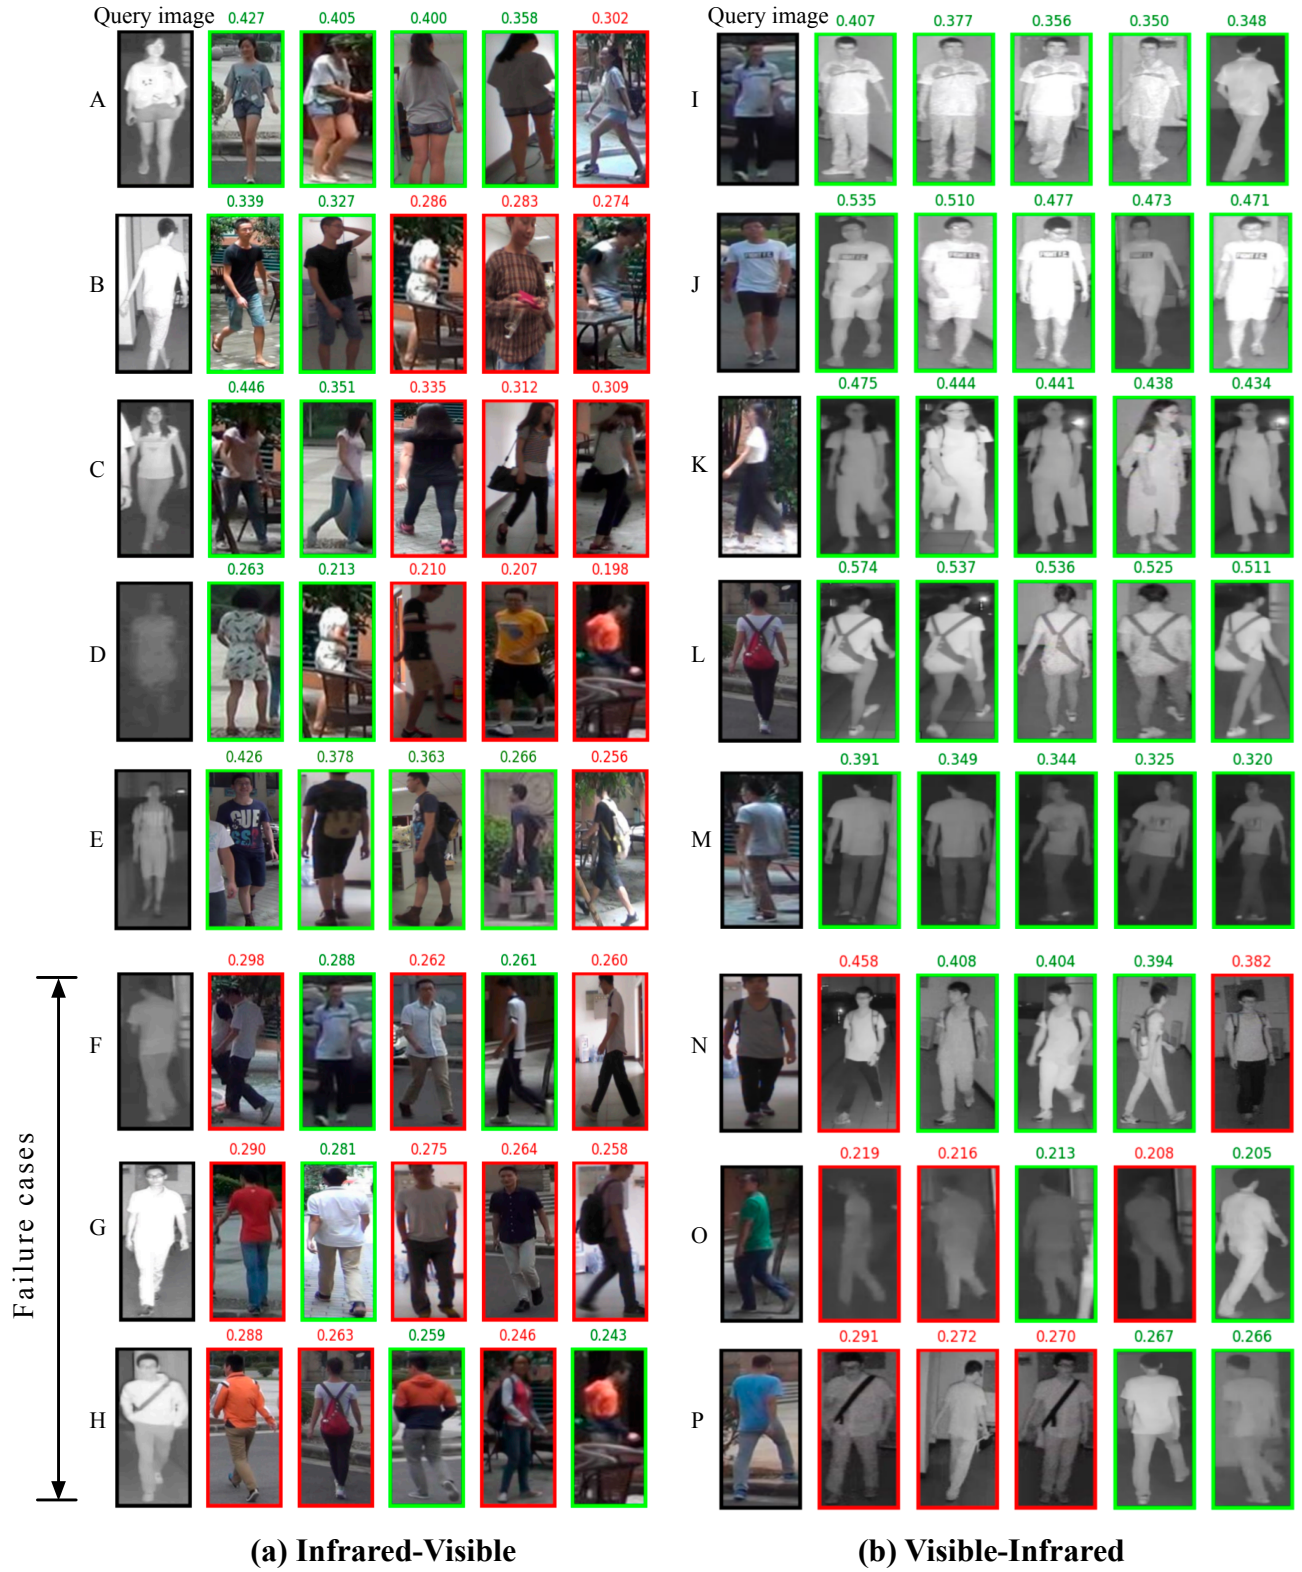 Query image 0.427 0.405 0.400 0.358 0.302
A
0.339 0.327 0.286 0.283 0.274
B
0.446 0.351 0.335 0.312 0.309
C
0.263 0.213 0.210 0.207 0.198
D
0.426 0.378 0.363 0.266 0.256
E
GUE
0.298 0.288 0.262 0.261 0.260
F
0.290 0.281 0.275 0.264 0.258
G
0.288 0.263 0.259 0.246 0.243
H
Failure cases
(a) Infrared-Visible
Query image 0.407 0.377 0.356 0.350 0.348
I
0.535 0.510 0.477 0.473 0.471
J
0.475 0.444 0.441 0.438 0.434
K
0.574 0.537 0.536 0.525 0.511
L
0.391 0.349 0.344 0.325 0.320
M
0.458 0.408 0.404 0.394 0.382
N
0.219 0.216 0.213 0.208 0.205
O
0.291 0.272 0.270 0.267 0.266
P
(b) Visible-Infrared